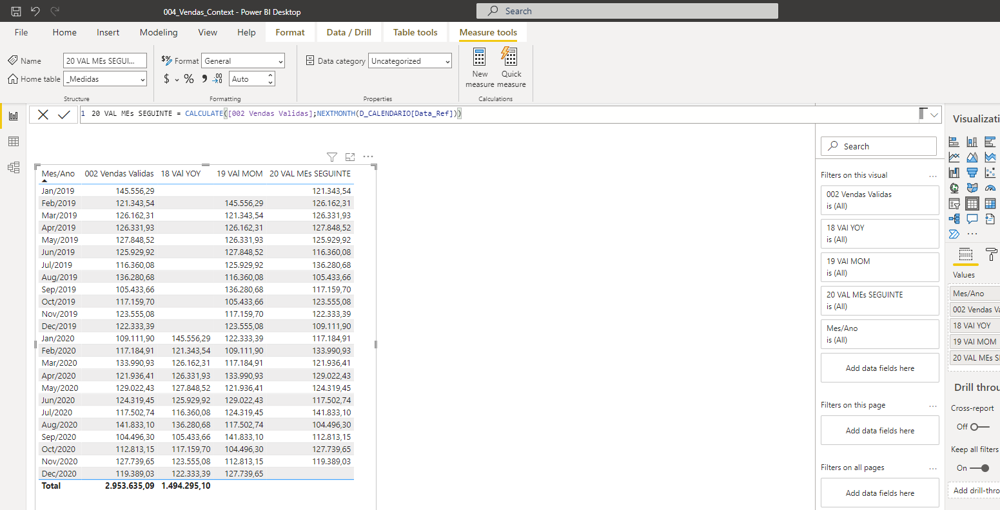 004_Vendas_Context - Power BI Desktop
Search
File Home Insert Modeling View Help Format Data / Drill Table tools Measure tools
Name 20 VAL MEs SEGUI...
Home table _Medidas
Structure
$% Format General
$ % 9 .00 Auto
Formatting
Data category Uncategorized
Properties
New measure
Quick measure
Calculations
1 20 VAL MEs SEGUINTE = CALCULATE([002 Vendas Validas];NEXTMONTH(D_CALENDARIO[Data_Ref]))
Mes/Ano 002 Vendas Validas 18 VAl YOY 19 VAl MOM 20 VAL MEs SEGUINTE
Jan/2019 145.556,29 121.343,54
Feb/2019 121.343,54 145.556,29 126.162,31
Mar/2019 126.162,31 121.343,54 126.331,93
Apr/2019 126.331,93 126.162,31 127.848,52
May/2019 127.848,52 126.331,93 125.929,92
Jun/2019 125.929,92 127.848,52 116.360,08
Jul/2019 116.360,08 125.929,92 136.280,68
Aug/2019 136.280,68 116.360,08 105.433,66
Sep/2019 105.433,66 136.280,68 117.159,70
Oct/2019 117.159,70 105.433,66 123.555,08
Nov/2019 123.555,08 117.159,70 122.333,39
Dec/2019 122.333,39 123.555,08 109.111,90
Jan/2020 109.111,90 145.556,29 122.333,39 117.184,91
Feb/2020 117.184,91 121.343,54 109.111,90 133.990,93
Mar/2020 133.990,93 126.162,31 117.184,91 121.936,41
Apr/2020 121.936,41 126.331,93 133.990,93 129.022,43
May/2020 129.022,43 127.848,52 121.936,41 124.319,45
Jun/2020 124.319,45 125.929,92 129.022,43 117.502,74
Jul/2020 117.502,74 116.360,08 124.319,45 141.833,10
Aug/2020 141.833,10 136.280,68 117.502,74 104.496,30
Sep/2020 104.496,30 105.433,66 141.833,10 112.813,15
Oct/2020 112.813,15 117.159,70 104.496,30 127.739,65
Nov/2020 127.739,65 123.555,08 112.813,15 119.389,03
Dec/2020 119.389,03 122.333,39 127.739,65
Total 2.953.635,09 1.494.295,10
Search
Filters on this visual ...
002 Vendas Validas
is (All)
18 VAl YOY
is (All)
19 VAl MOM
is (All)
20 VAL MEs SEGUINTE
is (All)
Mes/Ano
is (All)
Add data fields here
Filters on this page ...
Add data fields here
Filters on all pages ...
Add data fields here
Visualizati
Values
Mes/Ano
002 Vendas Va
18 VAl YOY
19 VAl MOM
20 VAL MEs S
Drill throu
Cross-report
Off
Keep all filters
On
Add drill-thro